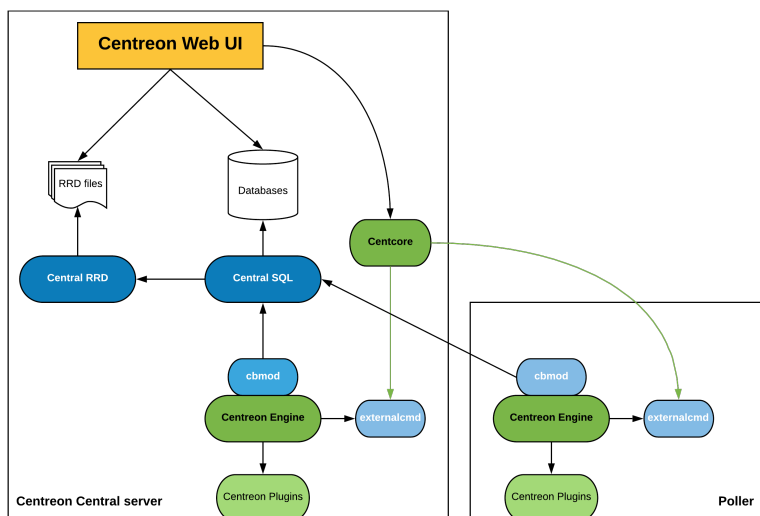 Centreon Web UI
RRD files
Databases
Centcore
Central RRD
Central SQL
cbmod
Centreon Engine
externalcmd
Centreon Plugins
Centreon Central server
cbmod
Centreon Engine
externalcmd
Centreon Plugins
Poller